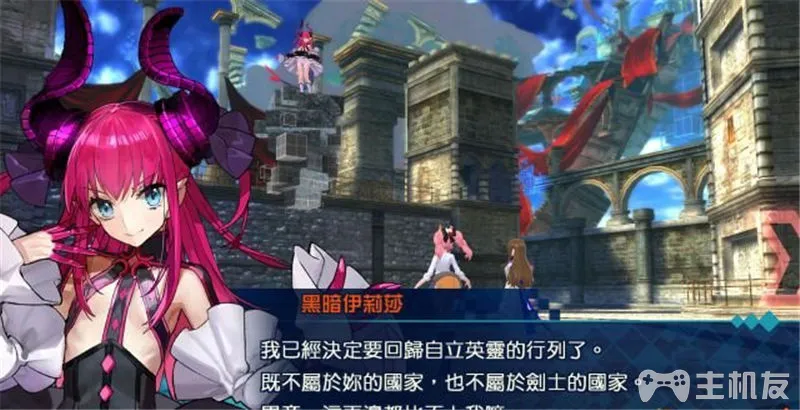 黑暗伊莉莎
我已經決定要回歸自立英靈的行列了。
既不屬於妳的國家，也不屬於劍士的國家。
主机友